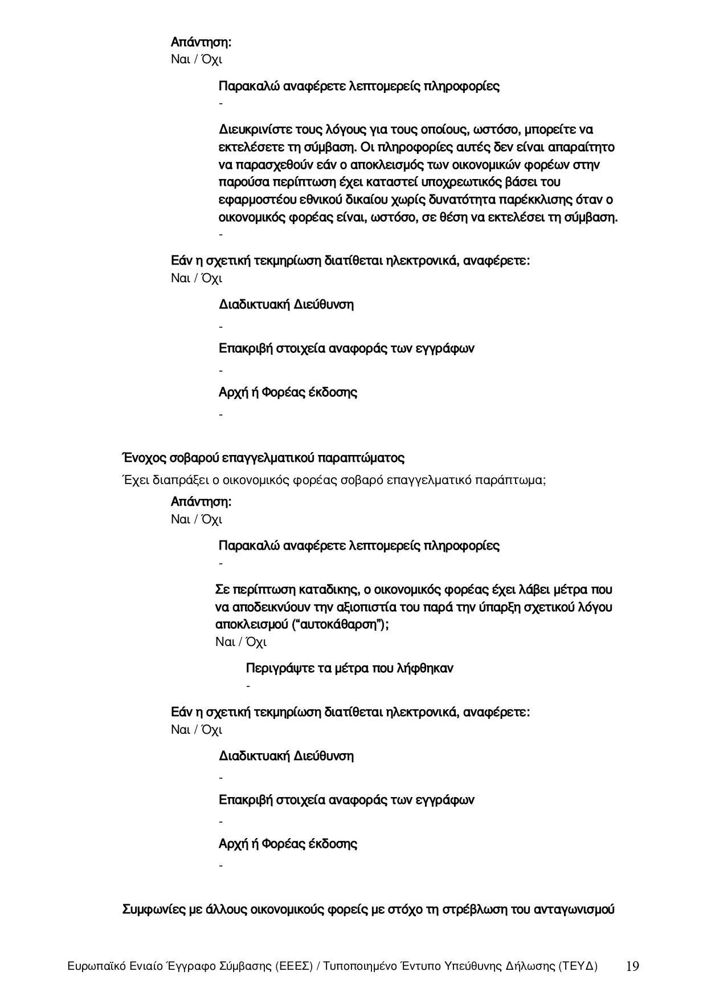 Απάντηση:
Ναι / Όχι
Παρακαλώ αναφέρετε λεπτομερείς πληροφορίες
-
Διευκρινίστε τους λόγους για τους οποίους, ωστόσο, μπορείτε να
εκτελέσετε τη σύμβαση. Οι πληροφορίες αυτές δεν είναι απαραίτητο
να παρασχεθούν εάν ο αποκλεισμός των οικονομικών φορέων στην
παρούσα περίπτωση έχει καταστεί υποχρεωτικός βάσει του
εφαρμοστέου εθνικού δικαίου χωρίς δυνατότητα παρέκκλισης όταν ο
οικονομικός φορέας είναι, ωστόσο, σε θέση να εκτελέσει τη σύμβαση.
-
Εάν η σχετική τεκμηρίωση διατίθεται ηλεκτρονικά, αναφέρετε:
Ναι / Όχι
Διαδικτυακή Διεύθυνση
-
Επακριβή στοιχεία αναφοράς των εγγράφων
-
Αρχή ή Φορέας έκδοσης
-
Ένοχος σοβαρού επαγγελματικού παραπτώματος
Έχει διαπράξει ο οικονομικός φορέας σοβαρό επαγγελματικό παράπτωμα;
Απάντηση:
Ναι / Όχι
Παρακαλώ αναφέρετε λεπτομερείς πληροφορίες
-
Σε περίπτωση καταδικης, ο οικονομικός φορέας έχει λάβει μέτρα που
να αποδεικνύουν την αξιοπιστία του παρά την ύπαρξη σχετικού λόγου
αποκλεισμού (“αυτοκάθαρση”);
Ναι / Όχι
Περιγράψτε τα μέτρα που λήφθηκαν
-
Εάν η σχετική τεκμηρίωση διατίθεται ηλεκτρονικά, αναφέρετε:
Ναι / Όχι
Διαδικτυακή Διεύθυνση
-
Επακριβή στοιχεία αναφοράς των εγγράφων
-
Αρχή ή Φορέας έκδοσης
-
Συμφωνίες με άλλους οικονομικούς φορείς με στόχο τη στρέβλωση του ανταγωνισμού
Ευρωπαϊκό Ενιαίο Έγγραφο Σύμβασης (ΕΕΕΣ) / Τυποποιημένο Έντυπο Υπεύθυνης Δήλωσης (ΤΕΥΔ) 19